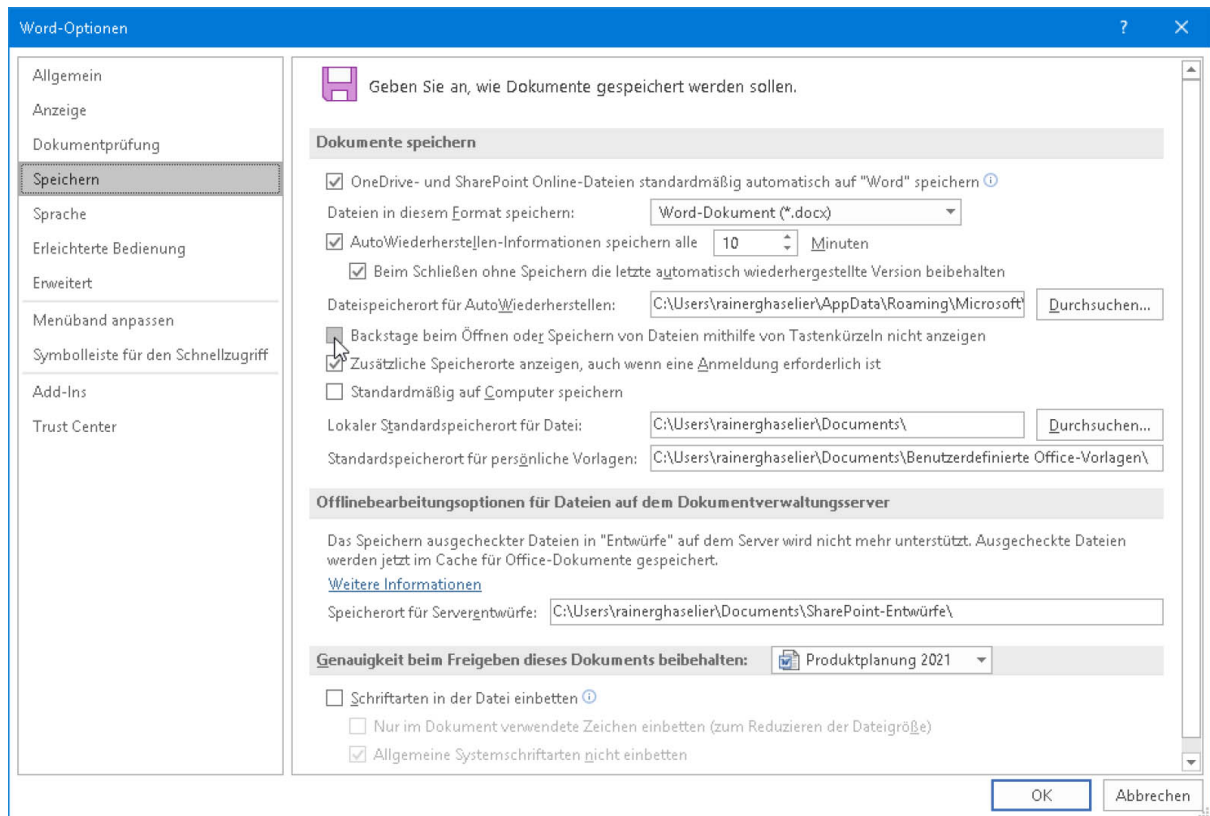 Word-Optionen
Allgemein
Anzeige
Dokumentprüfung
Speichern
Sprache
Erleichterte Bedienung
Erweitert
Menüband anpassen
Symbolleiste für den Schnellzugriff
Add-Ins
Trust Center
Geben Sie an, wie Dokumente gespeichert werden sollen.
Dokumente speichern
OneDrive- und SharePoint Online-Dateien standardmäßig automatisch auf "Word" speichern
Dateien in diesem Format speichern: Word-Dokument (*.docx)
AutoWiederherstellen-Informationen speichern alle 10 Minuten
Beim Schließen ohne Speichern die letzte automatisch wiederhergestellte Version beibehalten
Dateispeicherort für AutoWiederherstellen: C:\Users\rainerghaselier\AppData\Roaming\Microsoft\ Durchsuchen...
Backstage beim Öffnen oder Speichern von Dateien mithilfe von Tastenkürzeln nicht anzeigen
Zusätzliche Speicherorte anzeigen, auch wenn eine Anmeldung erforderlich ist
Standardmäßig auf Computer speichern
Lokaler Standardspeicherort für Datei: C:\Users\rainerghaselier\Documents\ Durchsuchen...
Standardspeicherort für persönliche Vorlagen: C:\Users\rainerghaselier\Documents\Benutzerdefinierte Office-Vorlagen\
Offlinebearbeitungsoptionen für Dateien auf dem Dokumentverwaltungsserver
Das Speichern ausgecheckter Dateien in "Entwürfe" auf dem Server wird nicht mehr unterstützt. Ausgecheckte Dateien
werden jetzt im Cache für Office-Dokumente gespeichert.
Weitere Informationen
Speicherort für Serverentwürfe: C:\Users\rainerghaselier\Documents\SharePoint-Entwürfe\
Genauigkeit beim Freigeben dieses Dokuments beibehalten: Produktplanung 2021
Schriftarten in der Datei einbetten
Nur im Dokument verwendete Zeichen einbetten (zum Reduzieren der Dateigröße)
Allgemeine Systemschriftarten nicht einbetten
OK Abbrechen